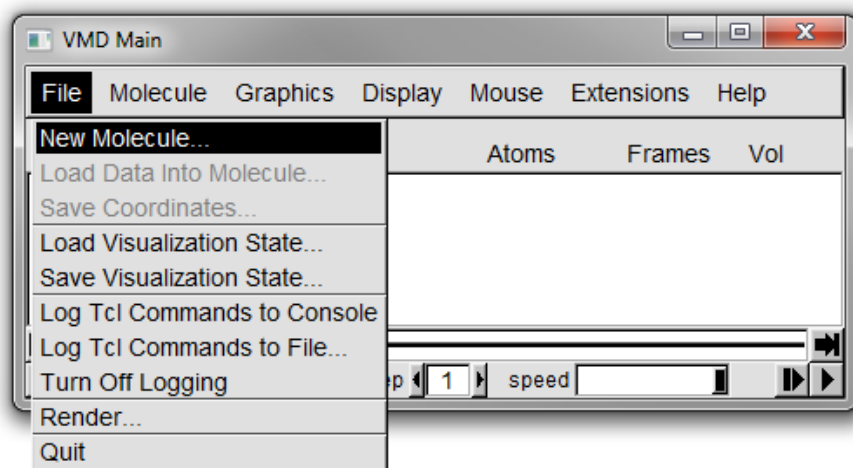 VMD Main
File Molecule Graphics Display Mouse Extensions Help
New Molecule...
Atoms Frames Vol
Load Data Into Molecule...
Save Coordinates...
Load Visualization State...
Save Visualization State...
Log Tcl Commands to Console
Log Tcl Commands to File...
Turn Off Logging
1 speed
Render...
Quit